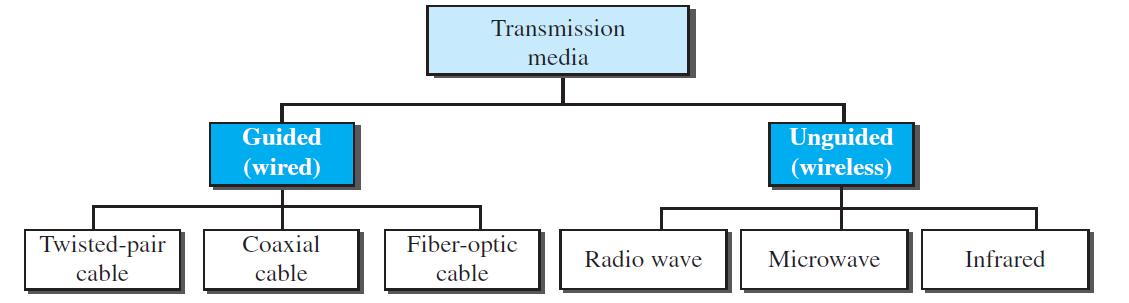 Transmission
media
Guided
(wired)
Unguided
(wireless)
Twisted-pair
cable
Coaxial
cable
Fiber-optic
cable
Radio wave
Microwave
Infrared